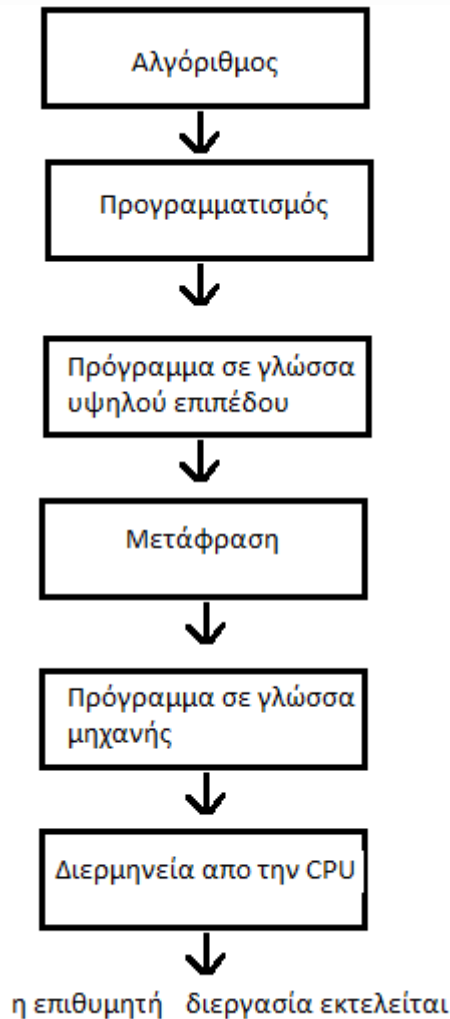 Αλγόριθμος
Προγραμματισμός
Πρόγραμμα σε γλώσσα
υψηλού επιπέδου
Μετάφραση
Πρόγραμμα σε γλώσσα
μηχανής
Διερμηνεία απο την CPU
η επιθυμητή διεργασία εκτελείται